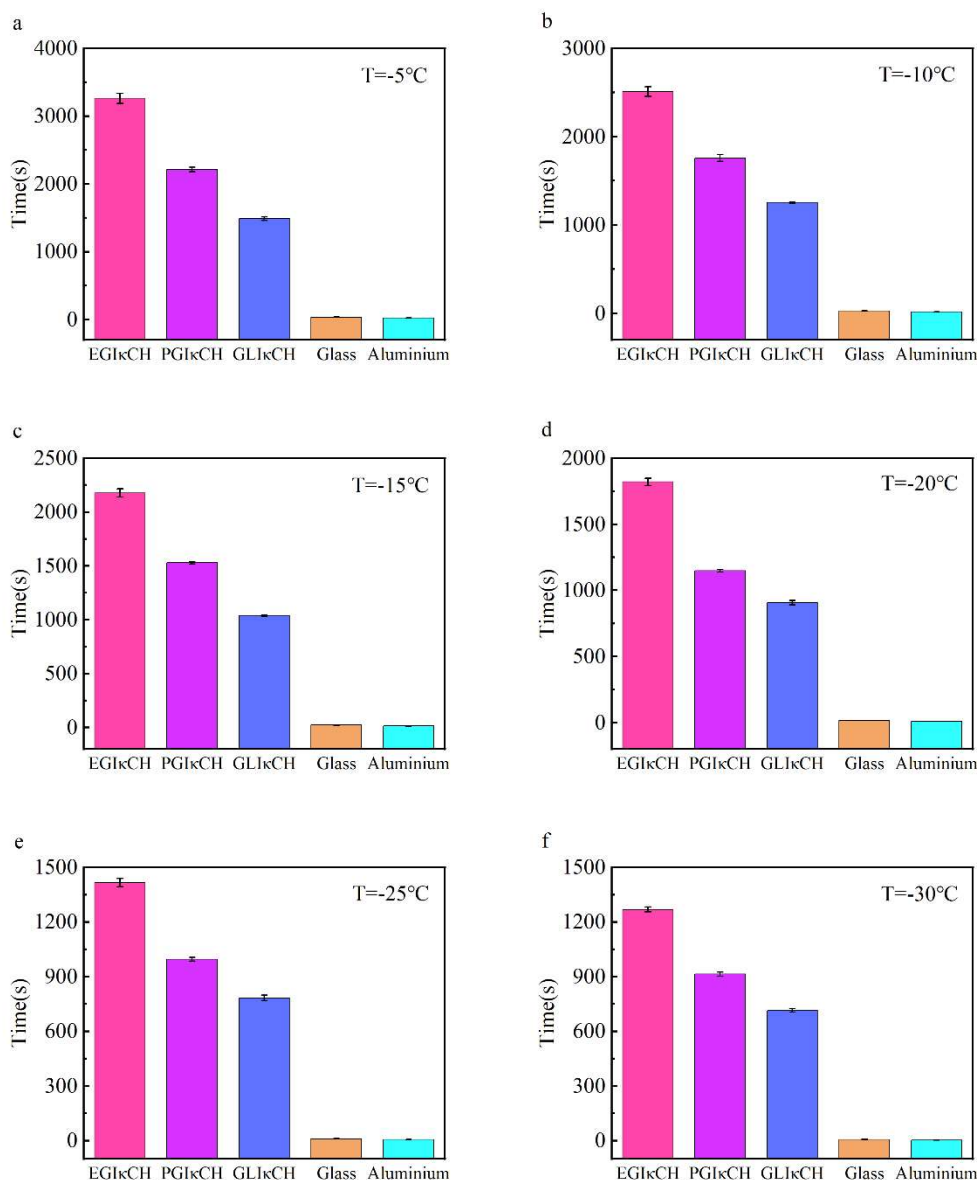 a
4000
T=-5℃
3000
Time(s)
2000
1000
0
EGIκCH PGIκCH GLIκCH Glass Aluminium
b
3000
T=-10℃
2000
Time(s)
1000
0
EGIκCH PGIκCH GLIκCH Glass Aluminium
c
2500
T=-15℃
2000
1500
Time(s)
1000
500
0
EGIκCH PGIκCH GLIκCH Glass Aluminium
d
2000
T=-20℃
1500
Time(s)
1000
500
0
EGIκCH PGIκCH GLIκCH Glass Aluminium
e
1500
T=-25℃
1200
900
Time(s)
600
300
0
EGIκCH PGIκCH GLIκCH Glass Aluminium
f
1500
T=-30℃
1200
900
Time(s)
600
300
0
EGIκCH PGIκCH GLIκCH Glass Aluminium